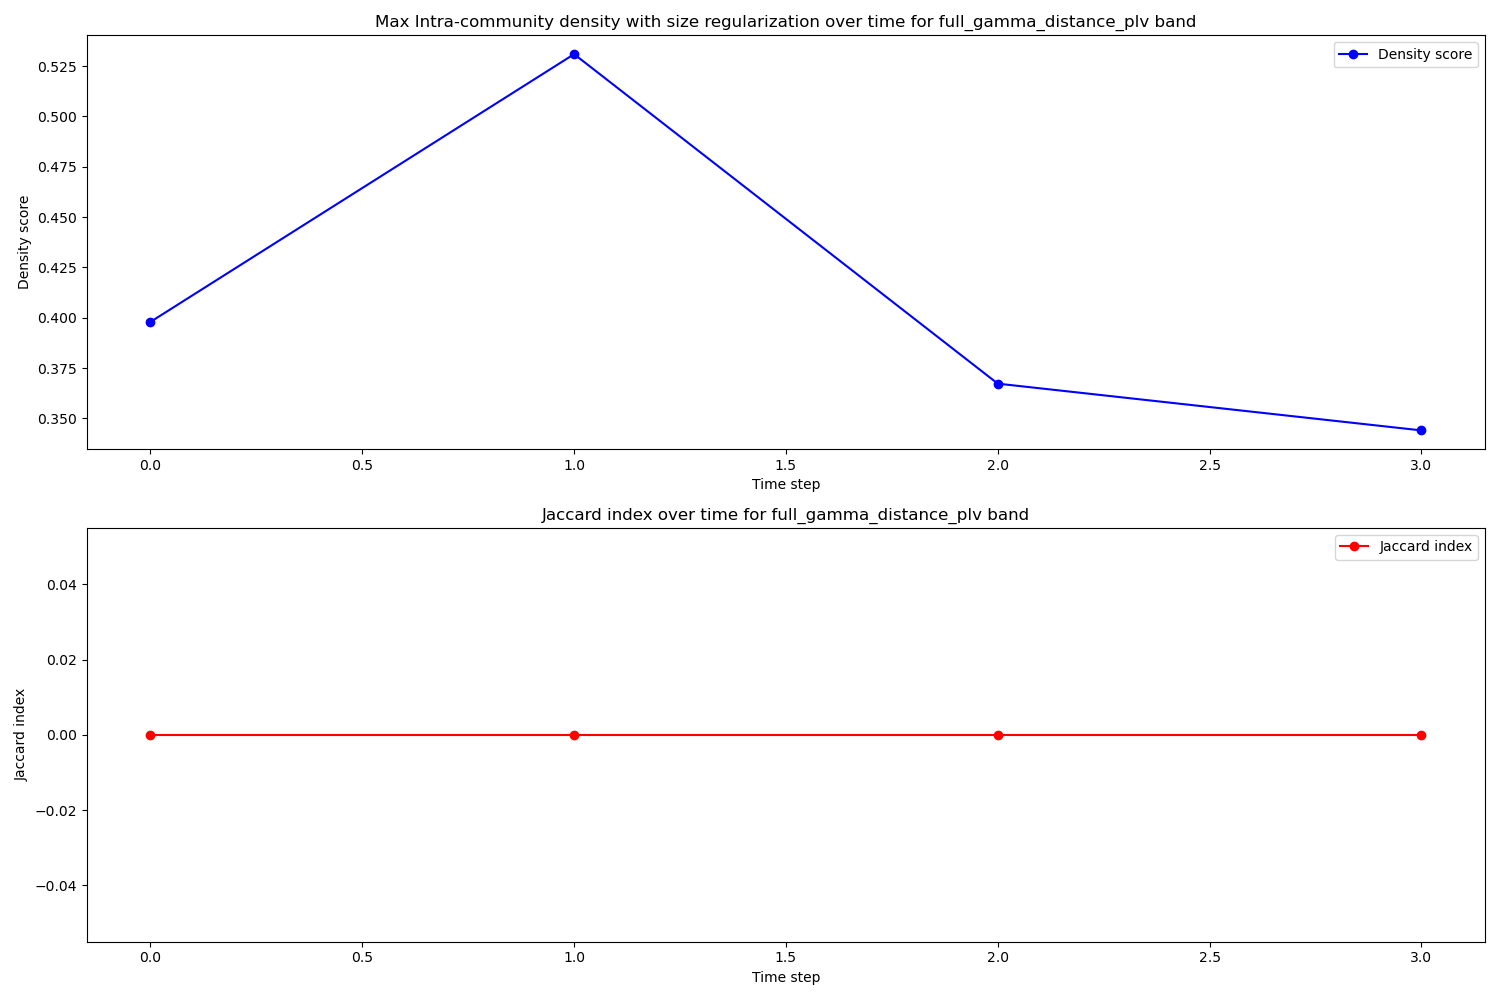 Max Intra-community density with size regularization over time for full_gamma_distance_plv band
Density score
0.525
0.500
0.475
0.450
0.425
0.400
0.375
0.350
Density score
0.0 0.5 1.0 1.5 2.0 2.5 3.0
Time step
Jaccard index over time for full_gamma_distance_plv band
Jaccard index
0.04
0.02
0.00
−0.02
−0.04
Jaccard index
0.0 0.5 1.0 1.5 2.0 2.5 3.0
Time step